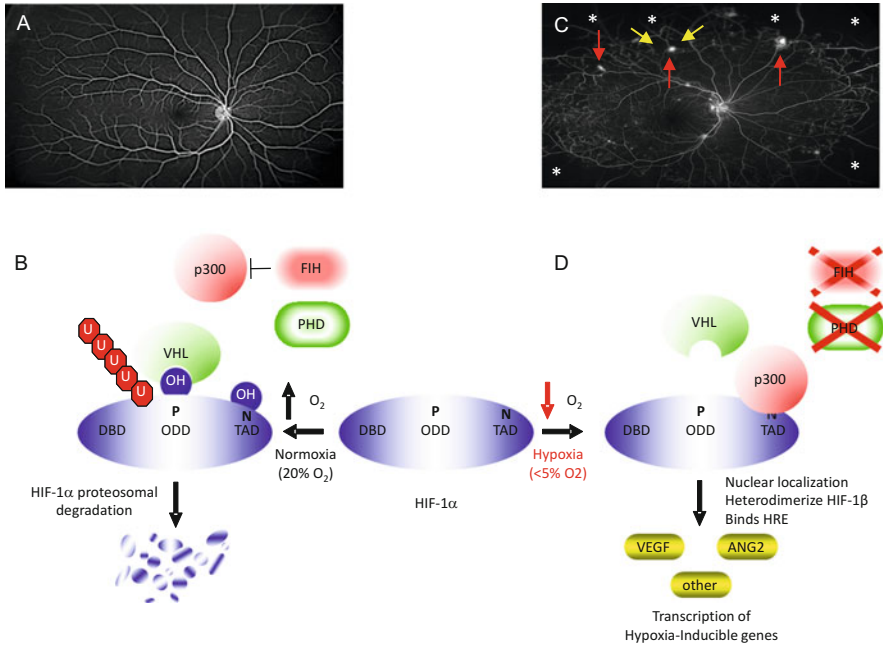 A
C
* * * *
* *
B
p300
FIH
PHD
VHL
U
U
U
U
U
OH
OH
P
N
DBD
ODD
TAD
O₂
Normoxia
(20% O₂)
HIF-1α proteosomal
degradation
P
N
DBD
ODD
TAD
HIF-1α
O₂
Hypoxia
(<5% O2)
D
FIH
PHD
VHL
p300
P
N
DBD
ODD
TAD
Nuclear localization
Heterodimerize HIF-1β
Binds HRE
VEGF
ANG2
other
Transcription of
Hypoxia-Inducible genes